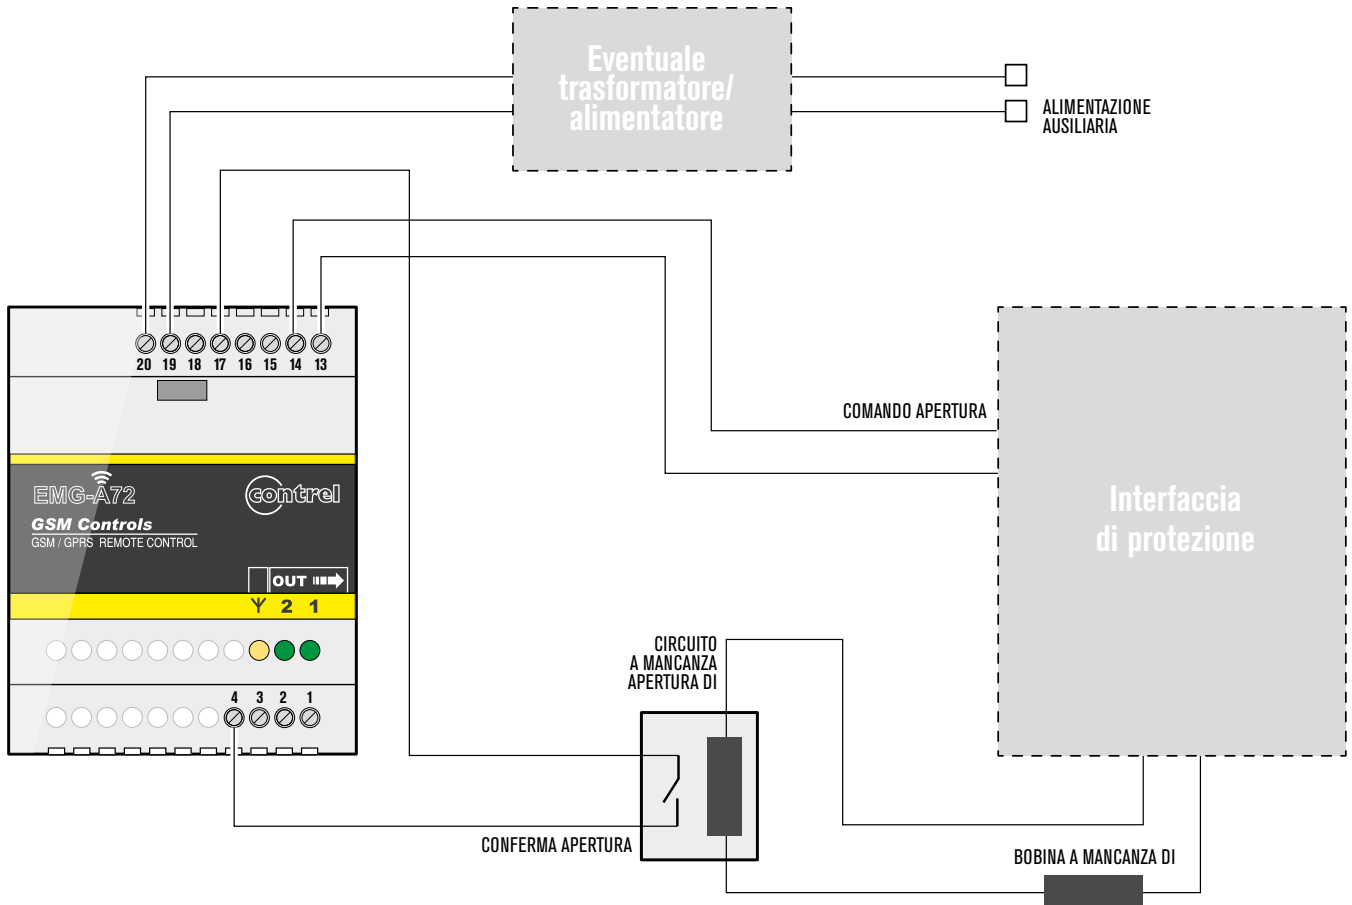 Eventuale
trasformatore/
alimentatore
ALIMENTAZIONE
AUSILIARIA
20 19 18 17 16 15 14 13
COMANDO APERTURA
EMG-A72
contrel
GSM Controls
GSM / GPRS REMOTE CONTROL
Interfaccia
di protezione
OUT
2 1
CIRCUITO
A MANCANZA
APERTURA DI
4 3 2 1
CONFERMA APERTURA
BOBINA A MANCANZA DI